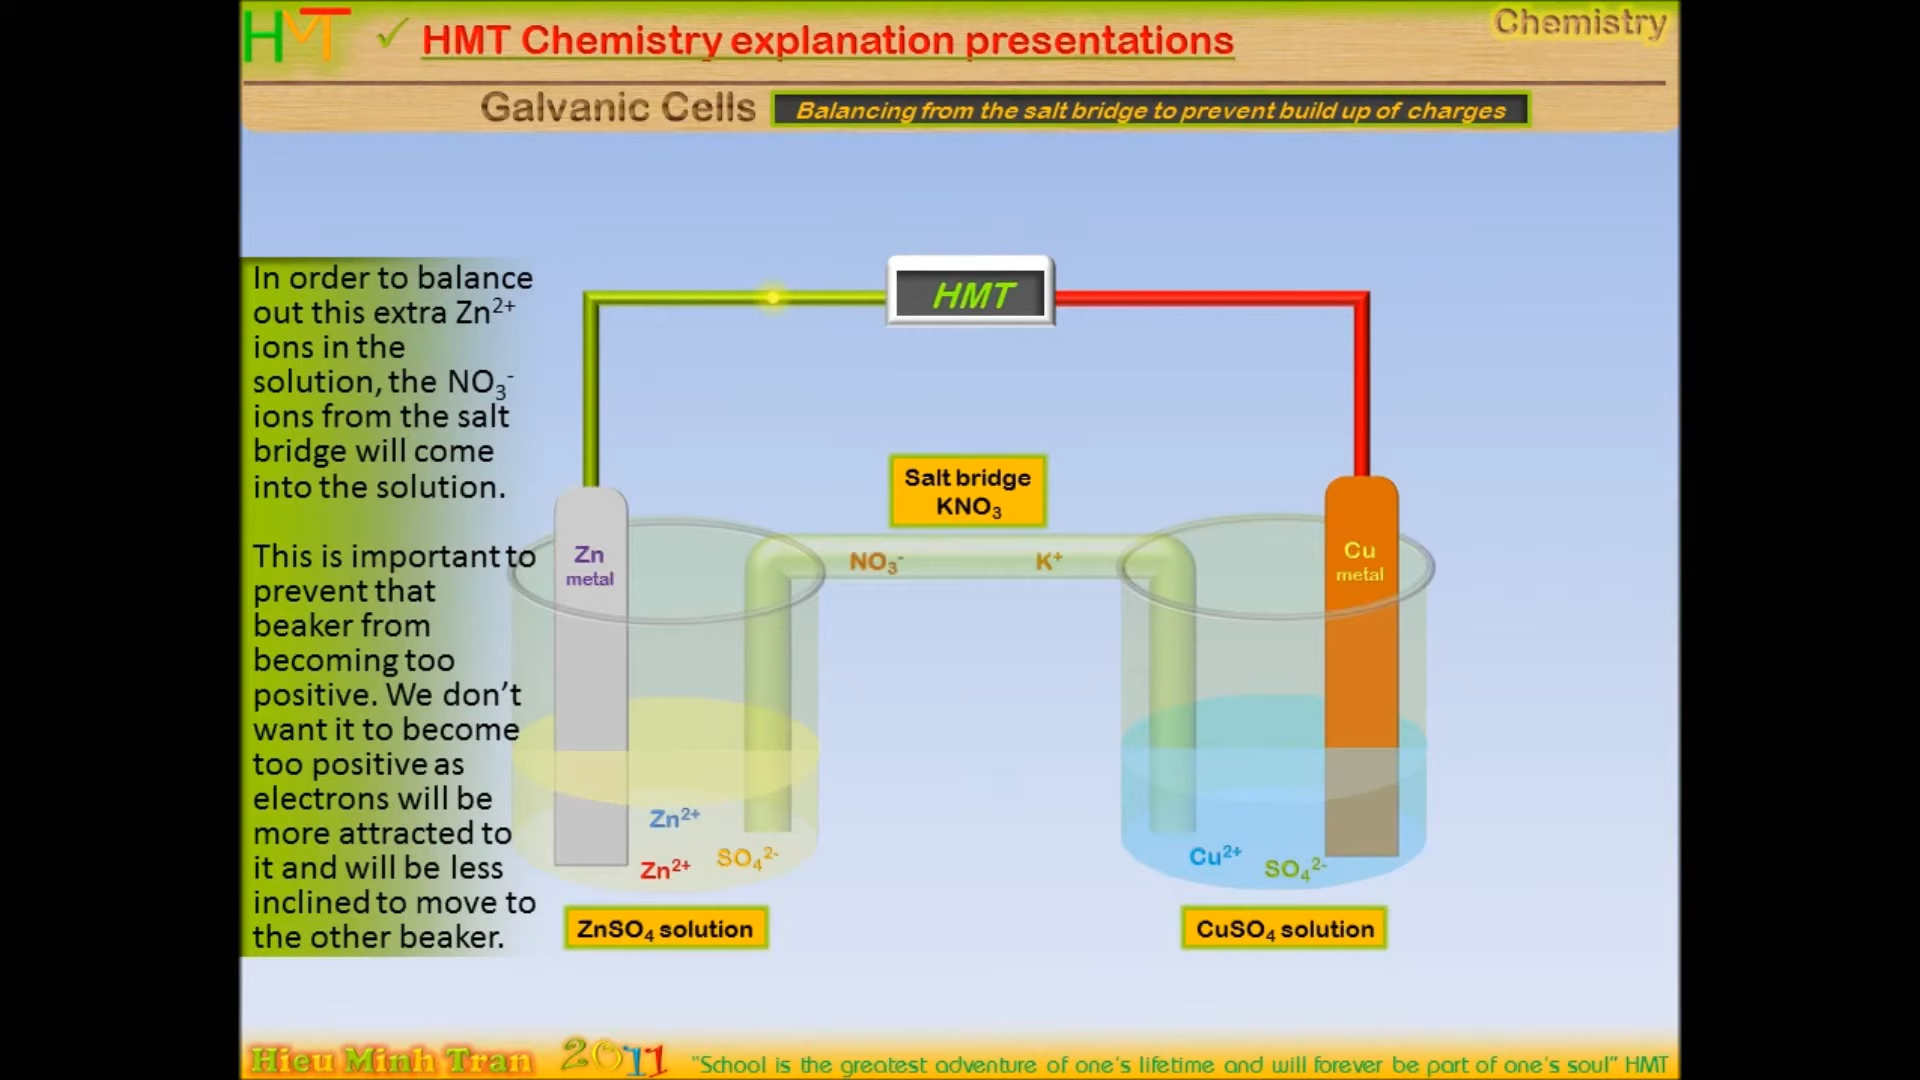 HMT
✓ HMT Chemistry explanation presentations
Chemistry
Galvanic Cells
Balancing from the salt bridge to prevent build up of charges
In order to balance
out this extra Zn²⁺
ions in the
solution, the NO₃⁻
ions from the salt
bridge will come
into the solution.
This is important to
prevent that
beaker from
becoming too
positive. We don’t
want it to become
too positive as
electrons will be
more attracted to
it and will be less
inclined to move to
the other beaker.
HMT
Salt bridge
KNO₃
NO₃⁻
K⁺
Zn
metal
Cu
metal
Zn²⁺
Zn²⁺
SO₄²⁻
Cu²⁺
SO₄²⁻
ZnSO₄ solution
CuSO₄ solution
Hieu Minh Tran 2011
"School is the greatest adventure of one's lifetime and will forever be part of one's soul" HMT